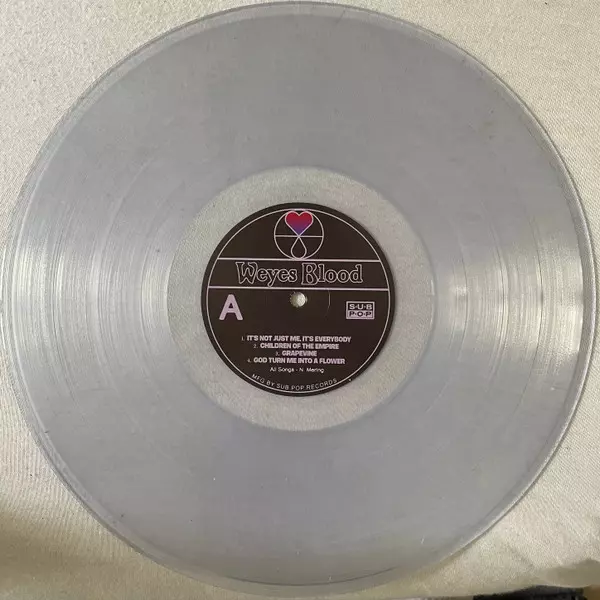 Weyes Blood
A
SUB
POP
1. IT'S NOT JUST ME, IT'S EVERYBODY
2. CHILDREN OF THE EMPIRE
3. GRAPEVINE
4. GOD TURN ME INTO A FLOWER
All Songs - N. Mering
MFG BY SUB POP RECORDS